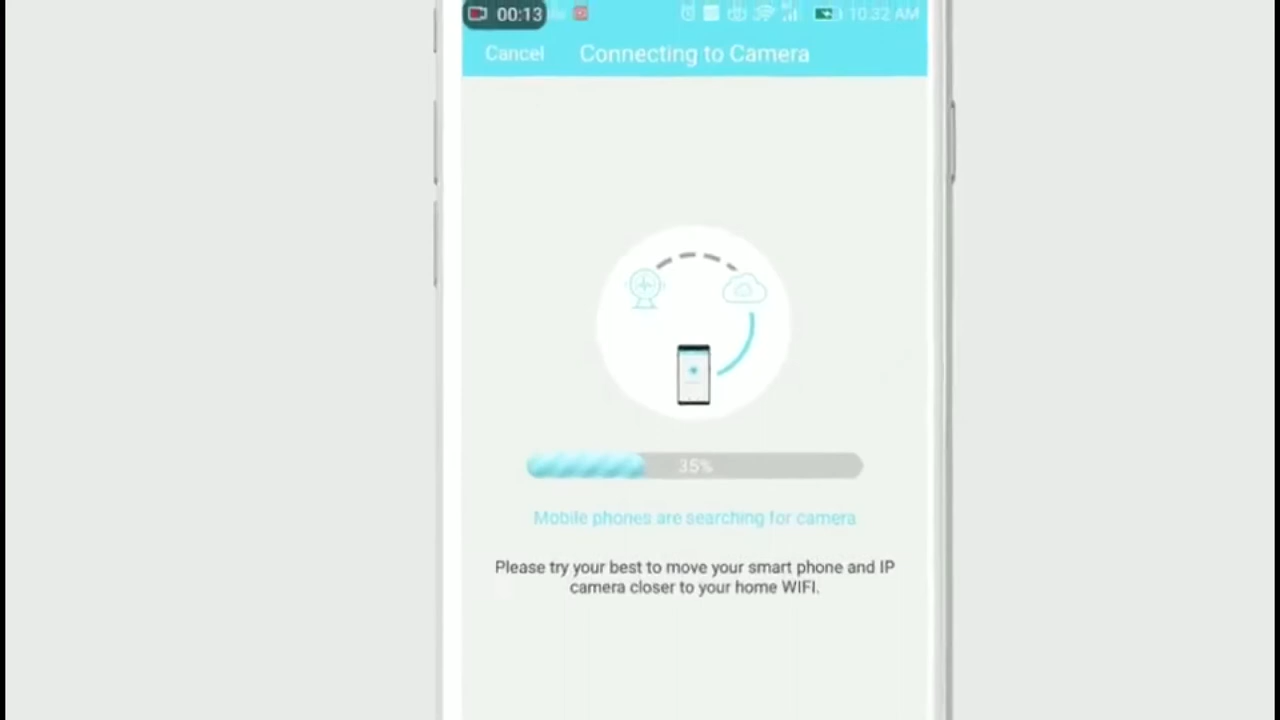 00:13
10:32 AM
Cancel
Connecting to Camera
35%
Mobile phones are searching for camera
Please try your best to move your smart phone and IP
camera closer to your home WIFI.